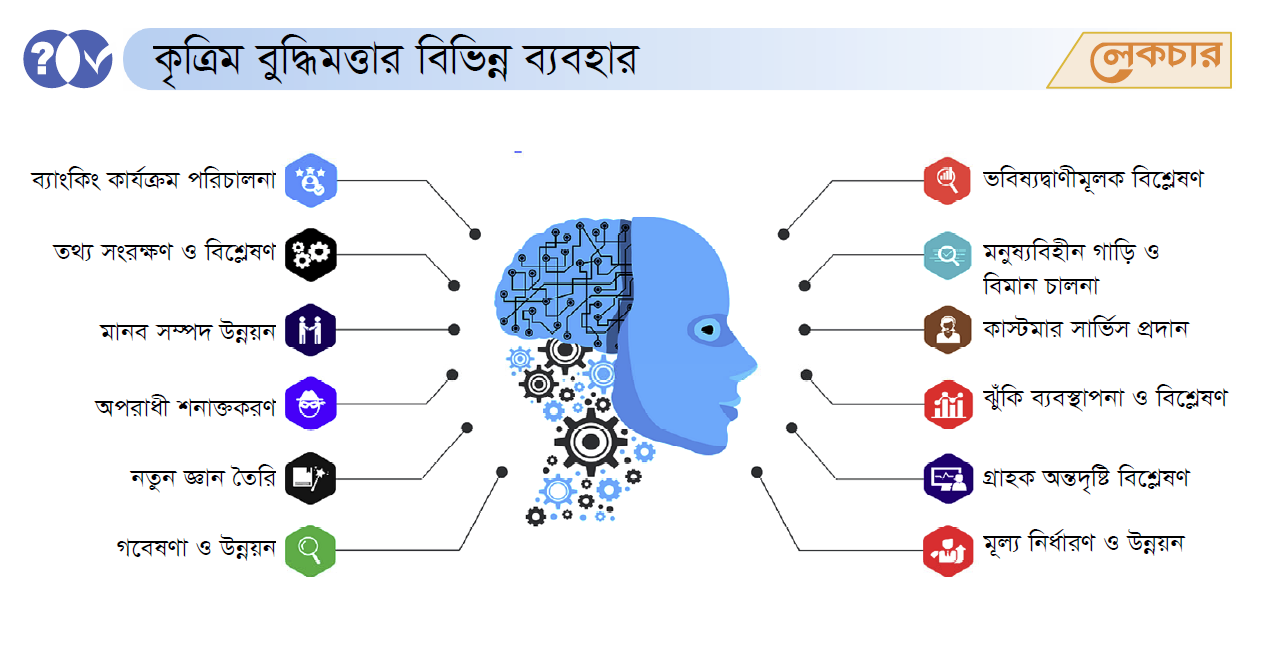 কৃত্রিম বুদ্ধিমত্তার বিভিন্ন ব্যবহার
লেকচার
ব্যাংকিং কার্যক্রম পরিচালনা
তথ্য সংরক্ষণ ও বিশ্লেষণ
মানব সম্পদ উন্নয়ন
অপরাধী শনাক্তকরণ
নতুন জ্ঞান তৈরি
গবেষণা ও উন্নয়ন
ভবিষ্যদ্বাণীমূলক বিশ্লেষণ
মনুষ্যবিহীন গাড়ি ও
বিমান চালনা
কাস্টমার সার্ভিস প্রদান
ঝুঁকি ব্যবস্থাপনা ও বিশ্লেষণ
গ্রাহক অন্তদৃষ্টি বিশ্লেষণ
মূল্য নির্ধারণ ও উন্নয়ন